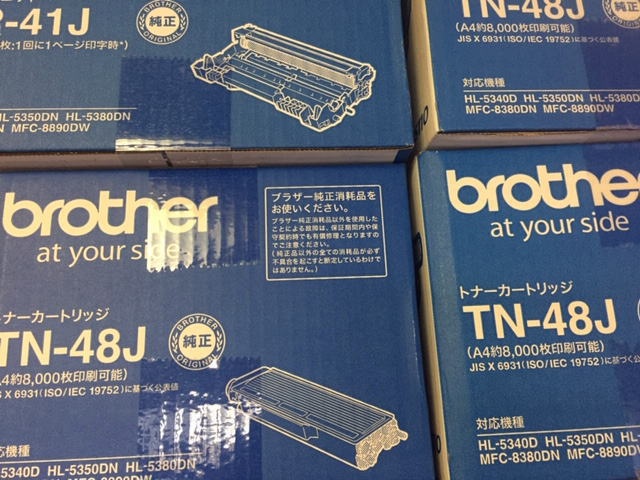 -41J
BROTHER
純正
ORIGINAL
枚:1回に1ページ印字時*)
HL-5350DN HL-5380DN
MFC-8890DW
TN-48J
(A4約8,000枚印刷可能)
JIS X 6931(ISO/IEC 19752)に基づく公表値
対応機種
HL-5340D HL-5350DN HL-5380DN
MFC-8380DN MFC-8890DW
brother
at your side
ブラザー純正消耗品を
お使いください。
純正消耗品以外を使用した
ことによる故障は、保証期間内や保
守契約時でも有償修理となりますの
でご注意ください。
(純正品以外の全ての消耗品が必ず
不具合を起こすと断定しているわけで
はありません。)
トナーカートリッジ
TN-48J
BROTHER
純正
ORIGINAL
(A4約8,000枚印刷可能)
JIS X 6931(ISO/IEC 19752)に基づく公表値
対応機種
HL-5340D HL-5350DN HL-5380DN
MFC-8890DW
brother
at your side
トナーカートリッジ
TN-48J
(A4約8,000枚印刷可能)
JIS X 6931(ISO/IEC 19752)に基づく公表値
対応機種
HL-5340D HL-5350DN HL-5380DN
MFC-8380DN MFC-8890DW